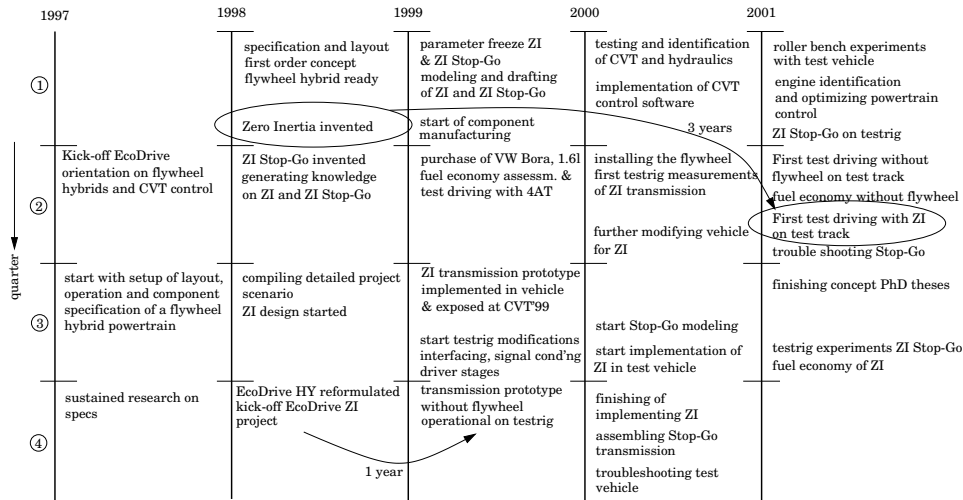 1997
1998
1999
2000
2001
quarter
1
specification and layout
first order concept
flywheel hybrid ready
Zero Inertia invented
parameter freeze ZI
& ZI Stop-Go
modeling and drafting
of ZI and ZI Stop-Go
start of component
manufacturing
testing and identification
of CVT and hydraulics
implementation of CVT
control software
3 years
roller bench experiments
with test vehicle
engine identification
and optimizing powertrain
control
ZI Stop-Go on testrig
2
Kick-off EcoDrive
orientation on flywheel
hybrids and CVT control
ZI Stop-Go invented
generating knowledge
on ZI and ZI Stop-Go
purchase of VW Bora, 1.6l
fuel economy assessm. &
test driving with 4AT
installing the flywheel
first testrig measurements
of ZI transmission
further modifying vehicle
for ZI
First test driving without
flywheel on test track
fuel economy without flywheel
First test driving with ZI
on test track
trouble shooting Stop-Go
3
start with setup of layout,
operation and component
specification of a flywheel
hybrid powertrain
compiling detailed project
scenario
ZI design started
ZI transmission prototype
implemented in vehicle
& exposed at CVT'99
start testrig modifications
interfacing, signal cond'ng
driver stages
start Stop-Go modeling
start implementation of
ZI in test vehicle
finishing concept PhD theses
testrig experiments ZI Stop-Go
fuel economy of ZI
4
sustained research on
specs
EcoDrive HY reformulated
kick-off EcoDrive ZI
project
1 year
transmission prototype
without flywheel
operational on testrig
finishing of
implementing ZI
assembling Stop-Go
transmission
troubleshooting test
vehicle